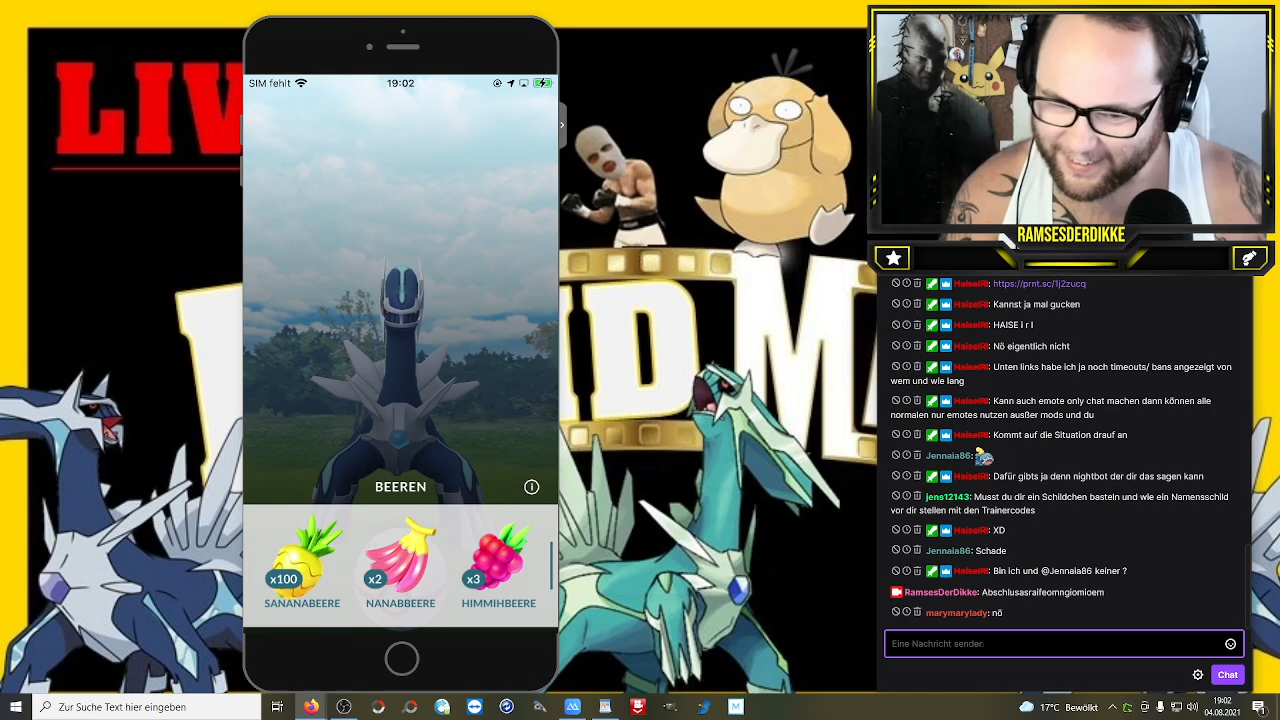 LIV
SIM fehlt
19:02
BEEREN
x100
x2
x3
SANANABEERE
NANABBEERE
HIMMIHBEERE
RAMSESDERDIKKE
HaiseIRl: https://prnt.sc/1j2zucq
HaiseIRl: Kannst ja mal gucken
HaiseIRl: HAISE I r l
HaiseIRl: Nö eigentlich nicht
HaiseIRl: Unten links habe ich ja noch timeouts/ bans angezeigt von
wem und wie lang
HaiseIRl: Kann auch emote only chat machen dann können alle
normalen nur emotes nutzen ausßer mods und du
HaiseIRl: Kommt auf die Situation drauf an
Jennaia86:
HaiseIRl: Dafür gibts ja denn nightbot der dir das sagen kann
jens12143: Musst du dir ein Schildchen basteln und wie ein Namenschild
vor dir stellen mit den Trainercodes
HaiseIRl: XD
Jennaia86: Schade
HaiseIRl: Bin ich und @Jennaia86 keiner ?
RamsesDerDikke: Abschlusasraifeomngiomioem
marymarylady: nö
Eine Nachricht senden
Chat
Zur Suche Text hier eingeben
17°C
19:02
04.08.2021